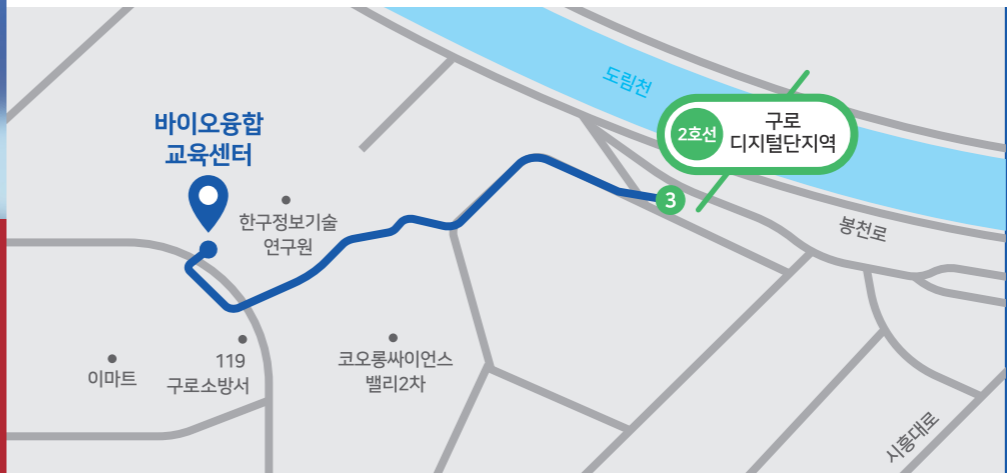 도림천
2호선
구로
디지털단지역
3
봉천로
바이오융합
교육센터
한구정보기술
연구원
이마트
119
구로소방서
코오롱싸이언스
밸리2차
시흥대로